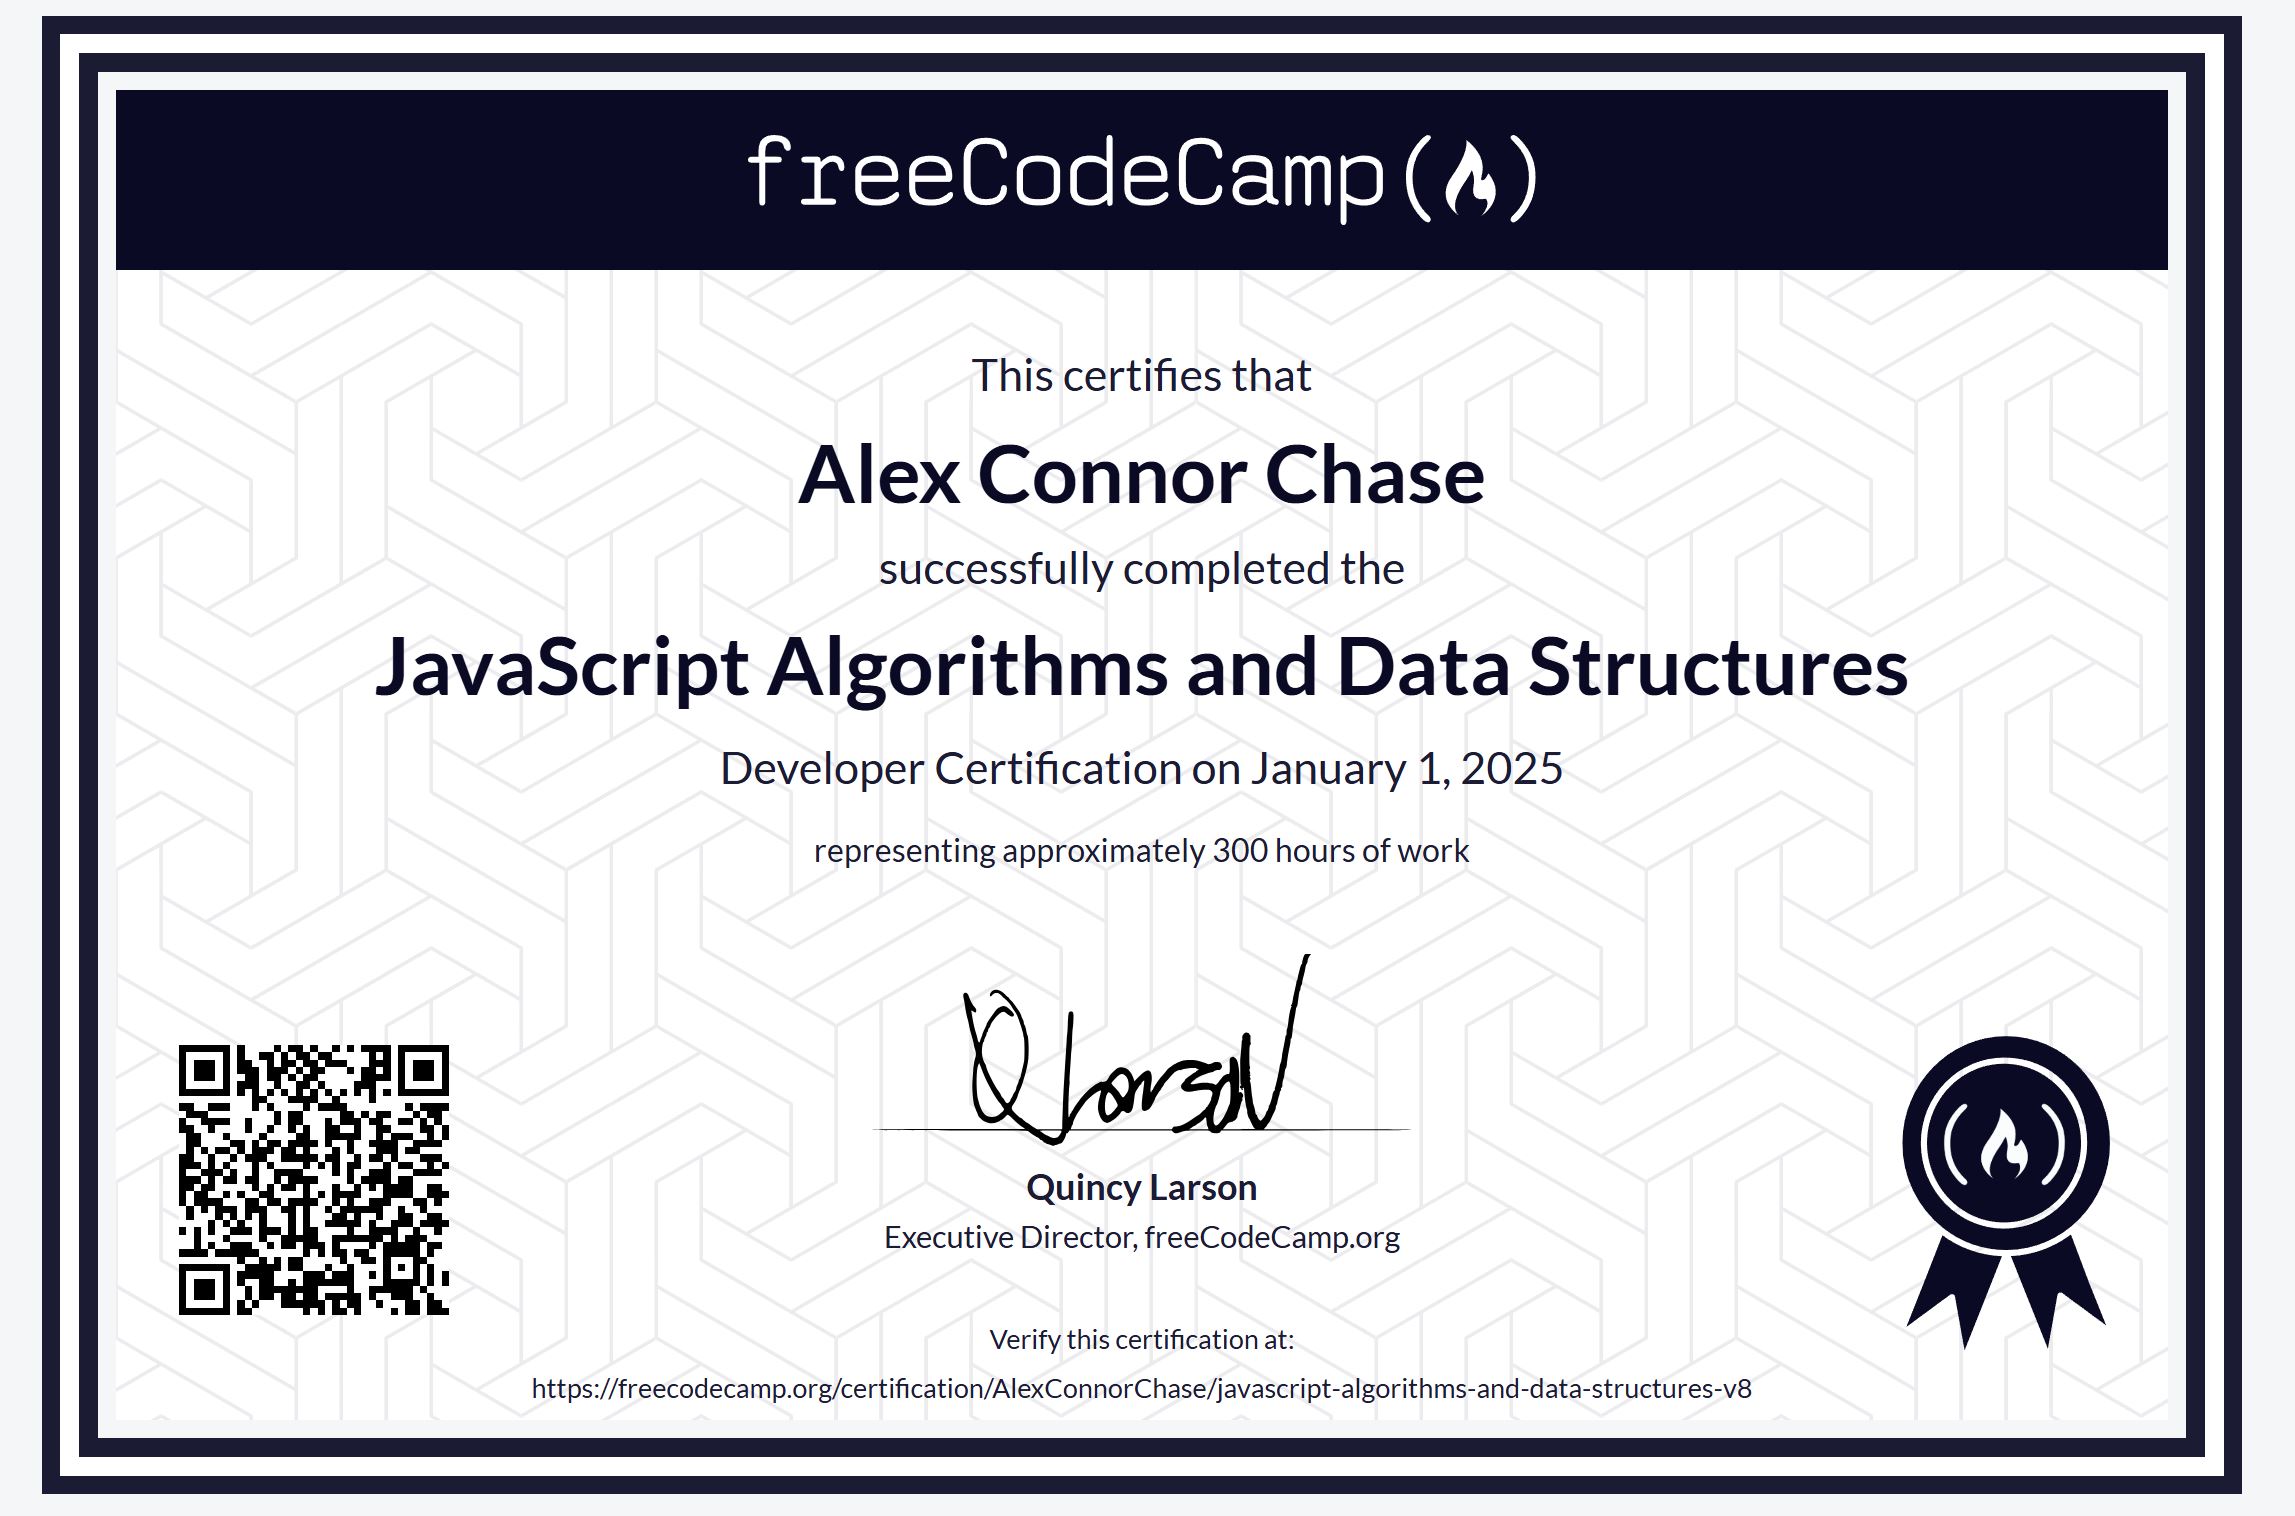 freeCodeCamp(🔥)
This certifies that
Alex Connor Chase
successfully completed the
JavaScript Algorithms and Data Structures
Developer Certification on January 1, 2025
representing approximately 300 hours of work
Q Larson
Quincy Larson
Executive Director, freeCodeCamp.org
Verify this certification at:
https://freecodecamp.org/certification/AlexConnorChase/javascript-algorithms-and-data-structures-v8